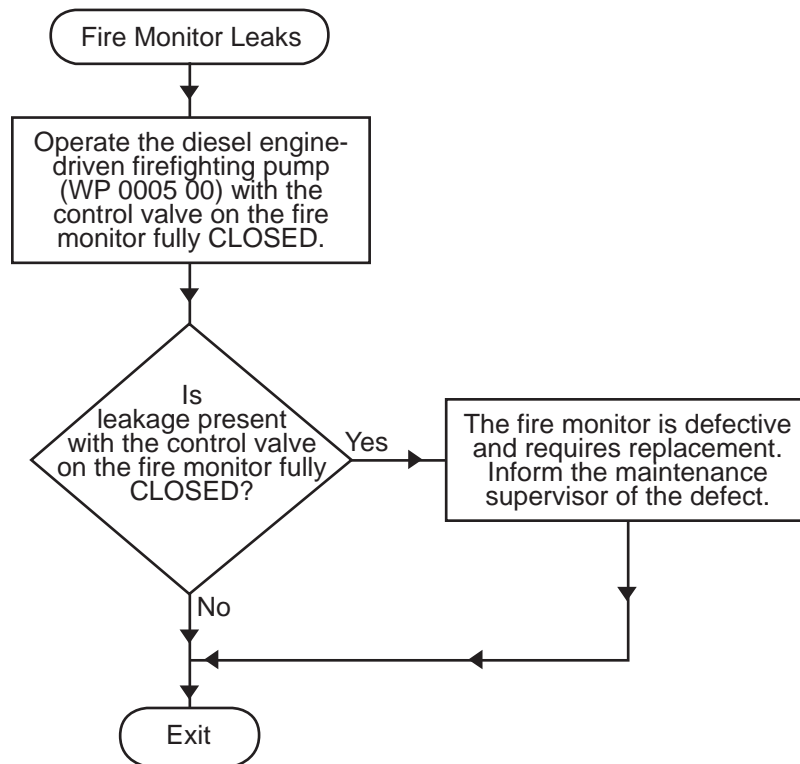 Fire Monitor Leaks
Operate the diesel engine-
driven firefighting pump
(WP 0005 00) with the
control valve on the fire
monitor fully CLOSED.
Is
leakage present
with the control valve
on the fire monitor fully
CLOSED?
Yes
The fire monitor is defective
and requires replacement.
Inform the maintenance
supervisor of the defect.
No
Exit